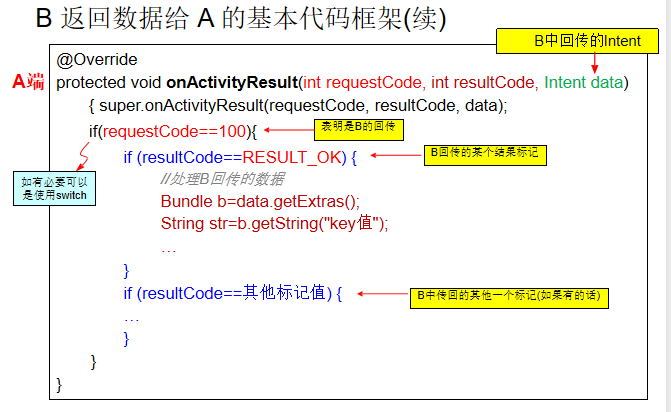 B 返回数据给 A 的基本代码框架(续)
B中回传的Intent
@Override
A端
protected void onActivityResult(int requestCode, int resultCode, Intent data)
{ super.onActivityResult(requestCode, resultCode, data);
if(requestCode==100){
表明是B的回传
if (resultCode==RESULT_OK) {
B回传的某个结果标记
如有必要可以
是使用switch
//处理B回传的数据
Bundle b=data.getExtras();
String str=b.getString("key值");
…
}
if (resultCode==其他标记值) {
B中传回的其他一个标记(如果有的话)
…
}
}
}